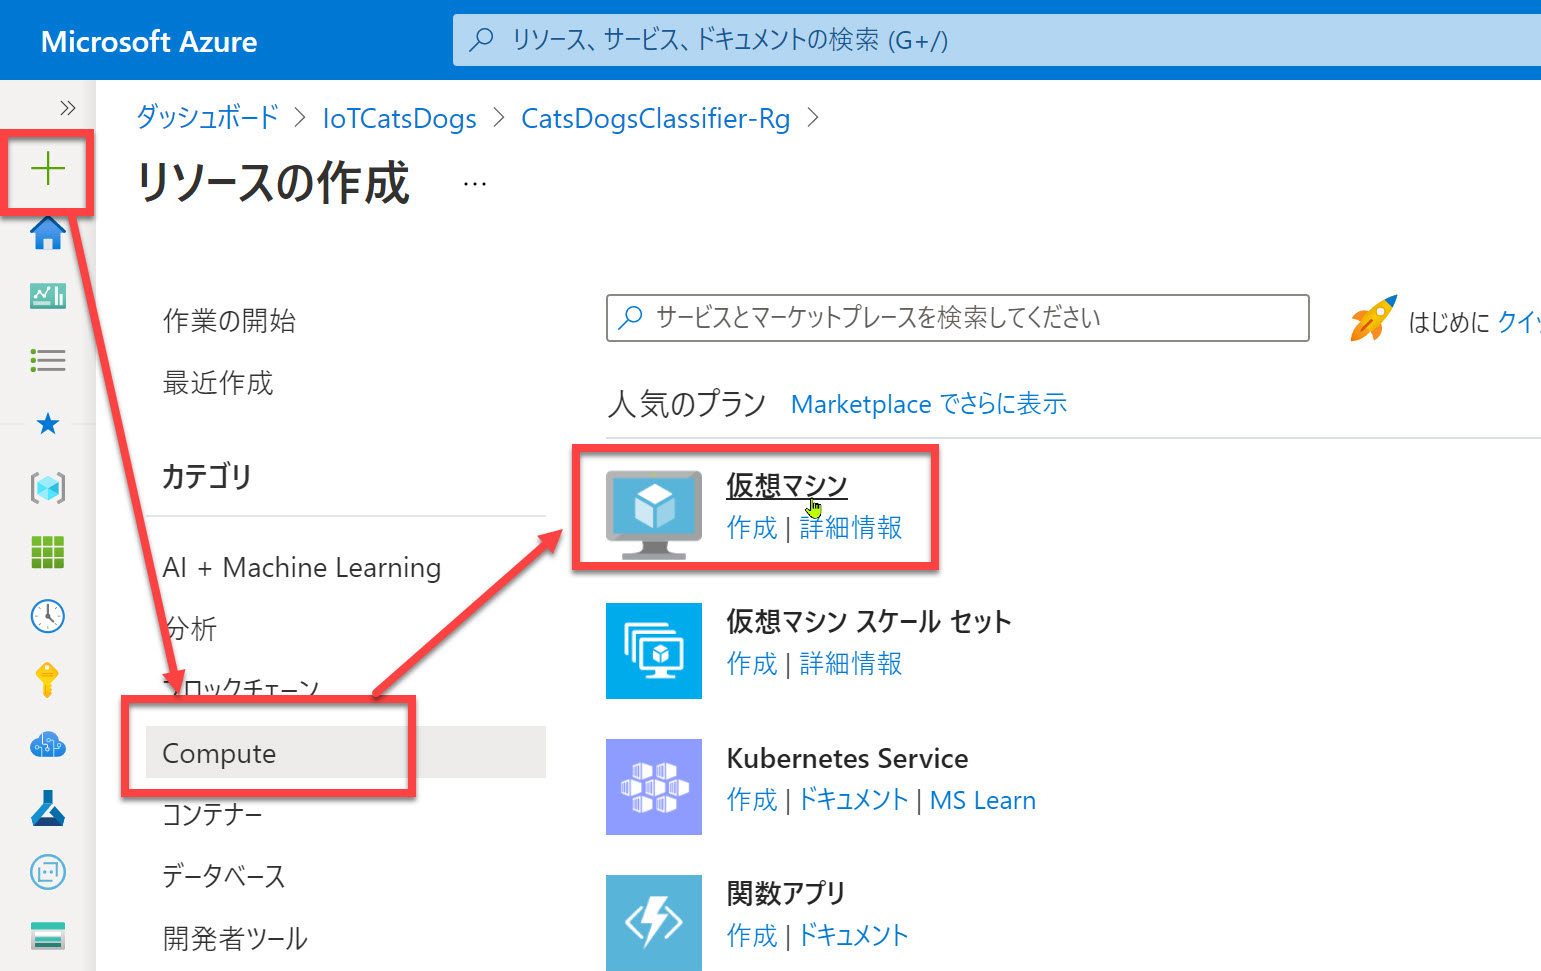 Microsoft Azure
リソース、サービス、ドキュメントの検索 (G+/)
ダッシュボード > IoTCatsDogs > CatsDogsClassifier-Rg >
リソースの作成 ...
作業の開始
最近作成
カテゴリ
AI + Machine Learning
分析
ブロックチェーン
Compute
コンテナー
データベース
開発者ツール
サービスとマーケットプレースを検索してください
はじめに クイッ
人気のプラン Marketplace でさらに表示
仮想マシン
作成 | 詳細情報
仮想マシン スケール セット
作成 | 詳細情報
Kubernetes Service
作成 | ドキュメント | MS Learn
関数アプリ
作成 | ドキュメント